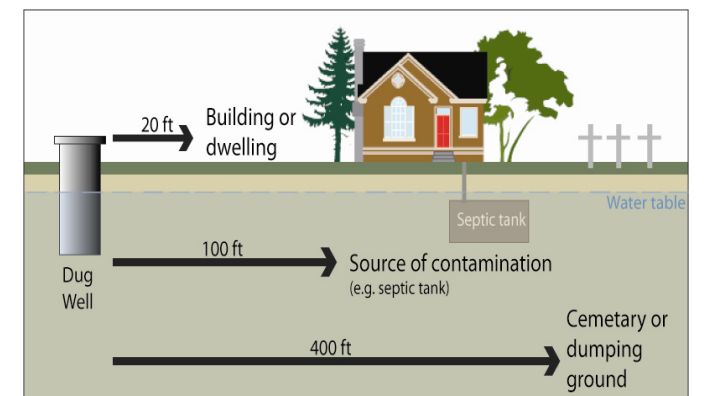 20 ft
Building or
dwelling
Water table
Septic tank
100 ft
Source of contamination
(e.g. septic tank)
Dug
Well
400 ft
Cemetary or
dumping
ground